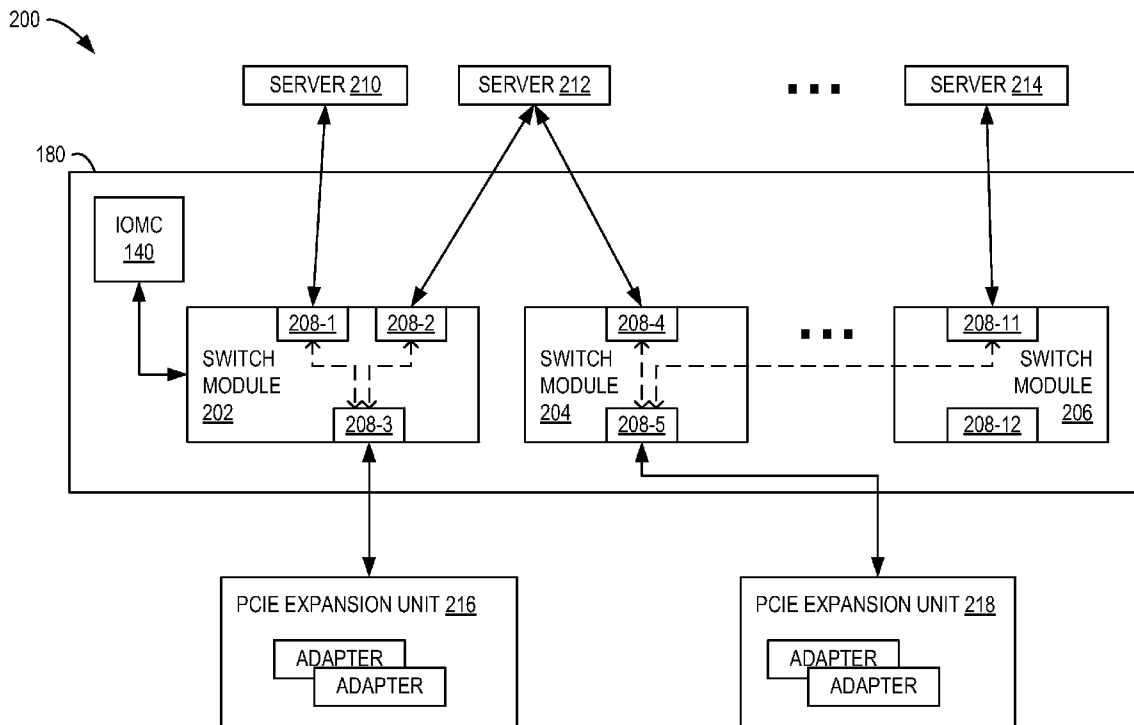 200
SERVER 210
SERVER 212
SERVER 214
180
IOMC
140
208-1
208-2
208-4
208-11
SWITCH
MODULE
202
SWITCH
MODULE
204
SWITCH
MODULE
206
208-3
208-5
208-12
PCIE EXPANSION UNIT 216
PCIE EXPANSION UNIT 218
ADAPTER
ADAPTER
ADAPTER
ADAPTER